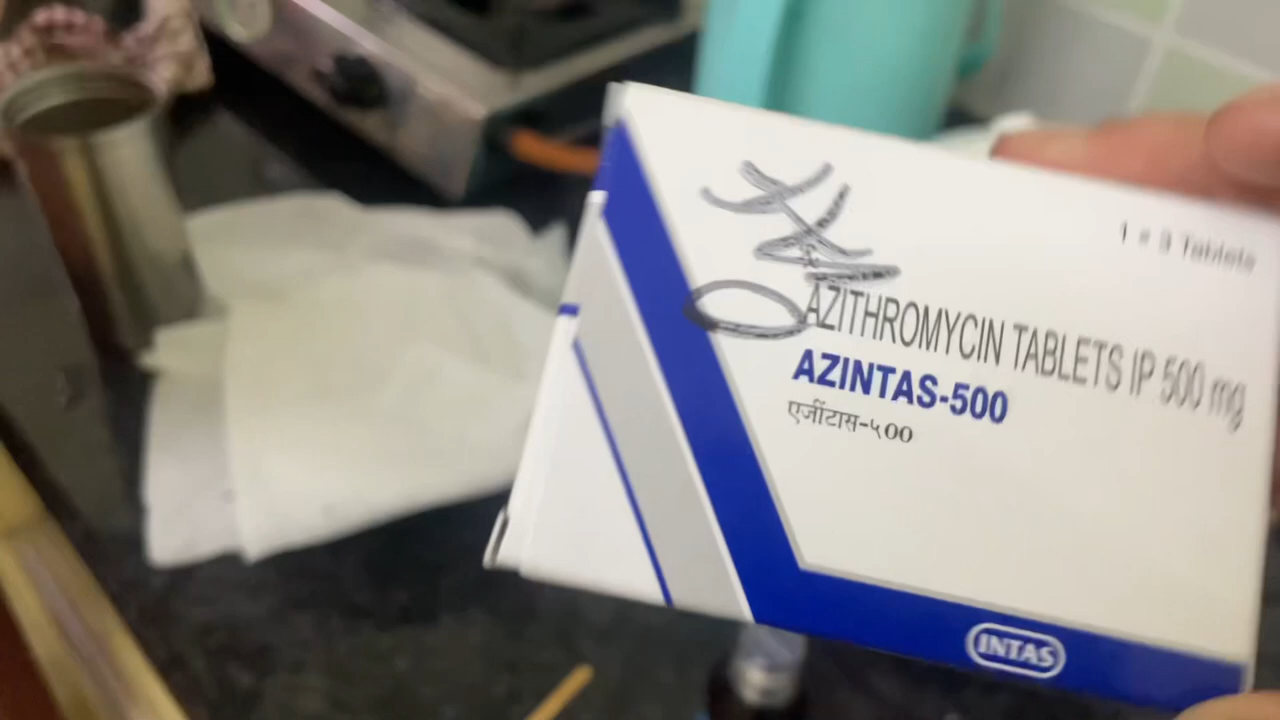 1 x 3 Tablets
AZITHROMYCIN TABLETS IP 500 mg
AZINTAS-500
एजींटास-५००
INTAS